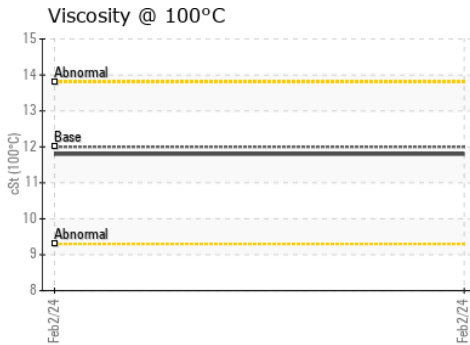 Viscosity @ 100°C
cSt (100°C)
15
14
13
12
11
10
9
8
Abnormal
Base
Abnormal
Feb2/24
Feb2/24